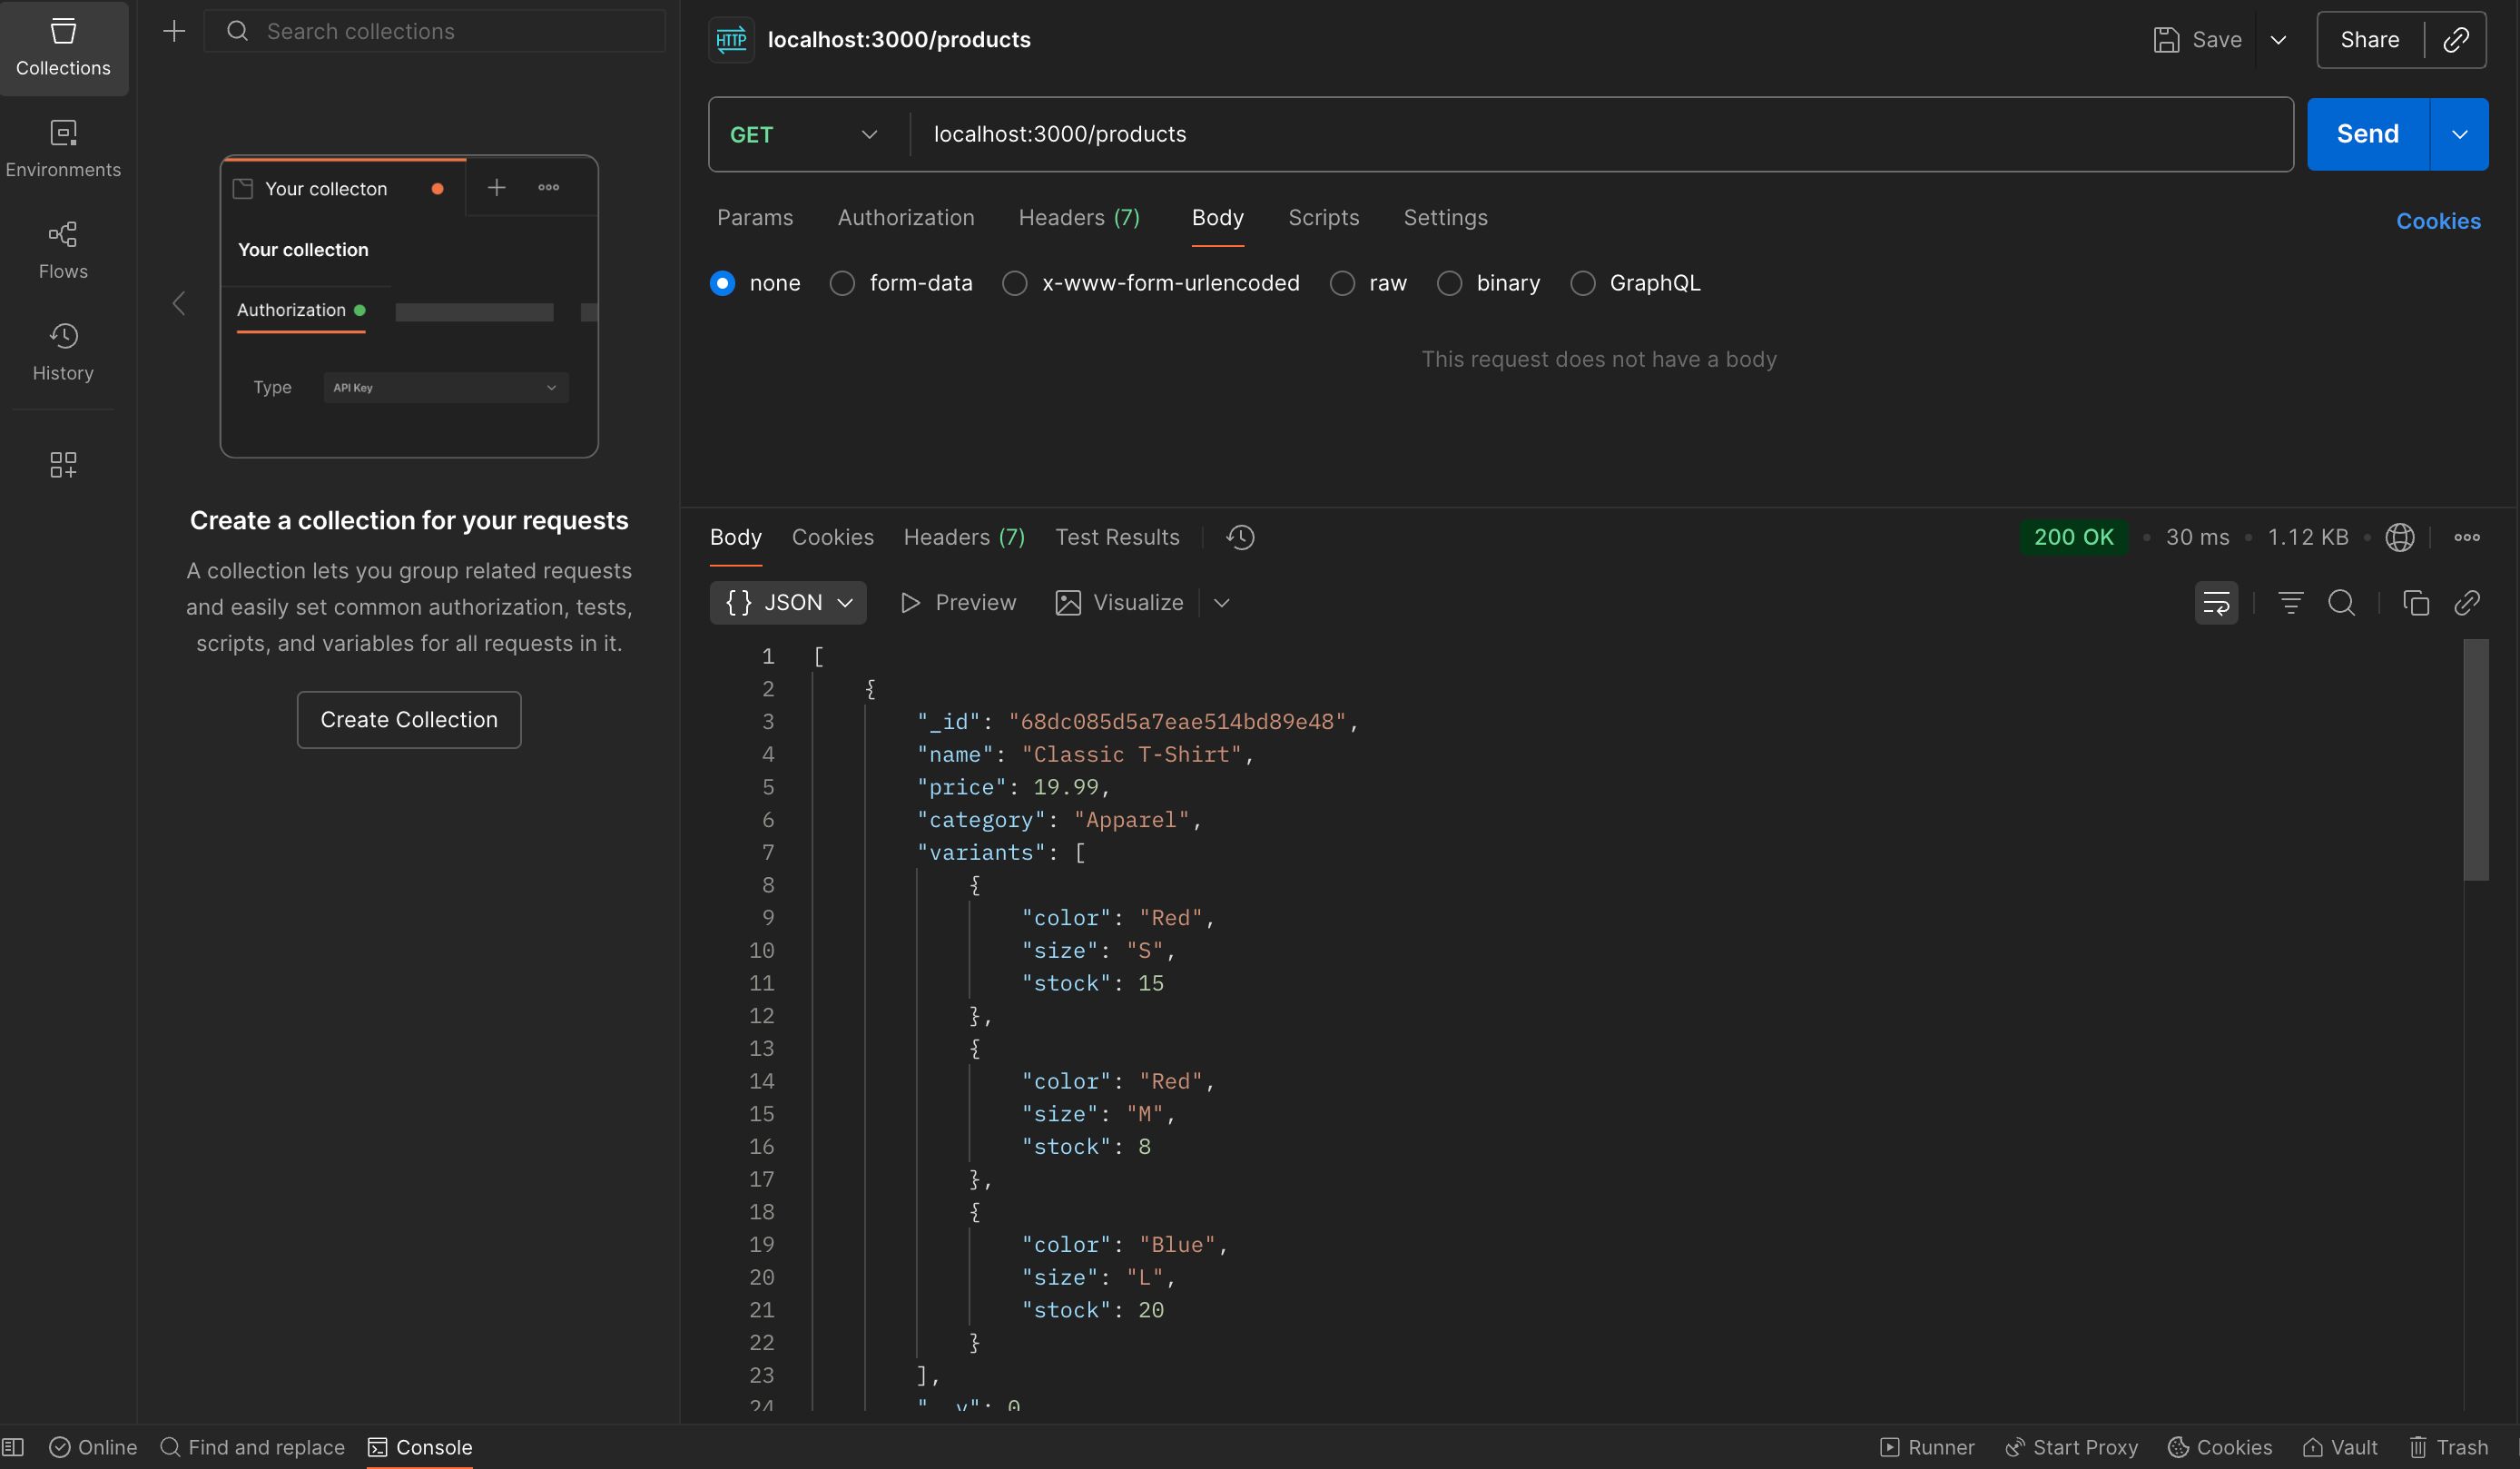 Collections
Environments
Flows
History
Search collections
Your collecton
Your collection
Authorization
Type
API Key
Create a collection for your requests
A collection lets you group related requests
and easily set common authorization, tests,
scripts, and variables for all requests in it.
Create Collection
HTTP
localhost:3000/products
Save
Share
GET
localhost:3000/products
Send
Params
Authorization
Headers (7)
Body
Scripts
Settings
Cookies
none
form-data
x-www-form-urlencoded
raw
binary
GraphQL
This request does not have a body
Body
Cookies
Headers (7)
Test Results
200 OK • 30 ms • 1.12 KB •
{} JSON
Preview
Visualize
1 [
2 {
3 "_id": "68dc085d5a7eae514bd89e48",
4 "name": "Classic T-Shirt",
5 "price": 19.99,
6 "category": "Apparel",
7 "variants": [
8 {
9 "color": "Red",
10 "size": "S",
11 "stock": 15
12 },
13 {
14 "color": "Red",
15 "size": "M",
16 "stock": 8
17 },
18 {
19 "color": "Blue",
20 "size": "L",
21 "stock": 20
22 }
23 ],
24 "__v": 0
Online
Find and replace
Console
Runner
Start Proxy
Cookies
Vault
Trash